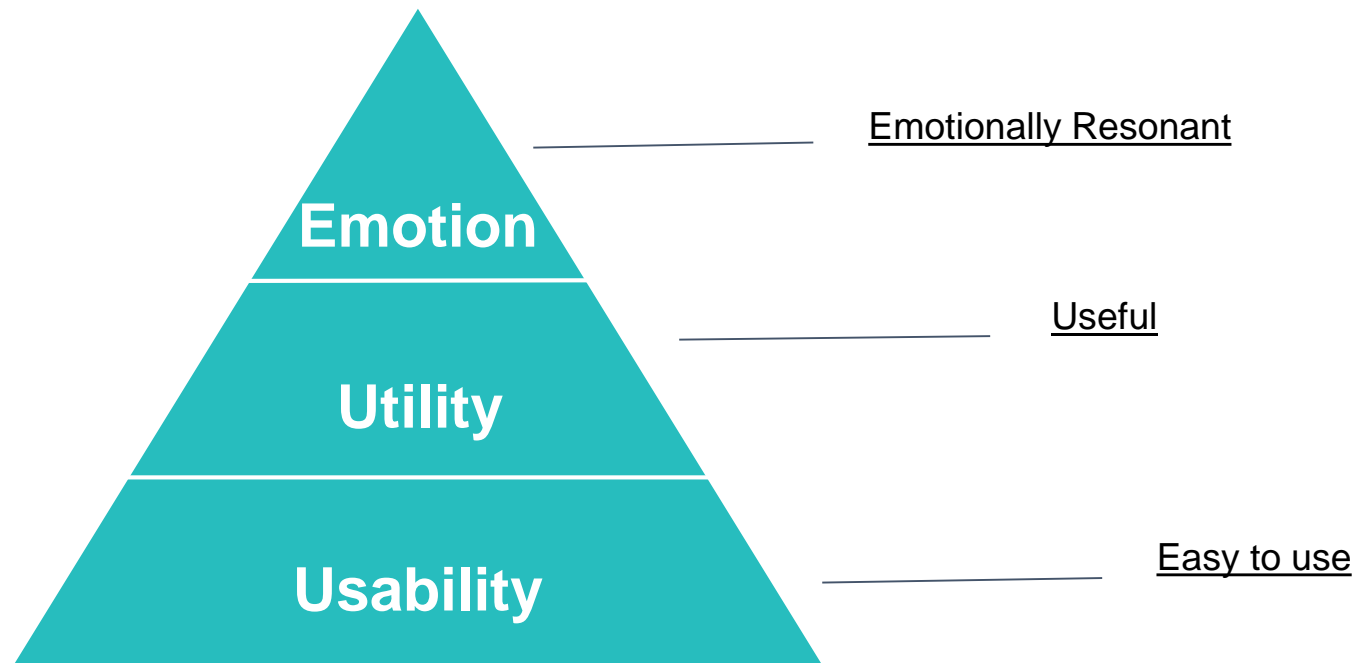 Emotionally Resonant
Emotion
Useful
Utility
Easy to use
Usability